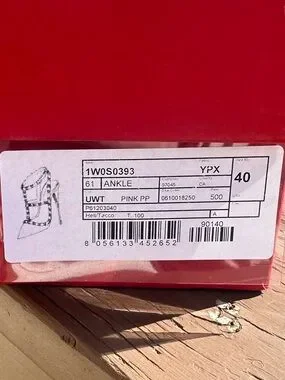 1W0S0393 YPX
61 ANKLE CA 40
UWT PINK PP 0610018250 500
P61203040
Heel/Tacco: T. 100 A
90140
8 056133 452652